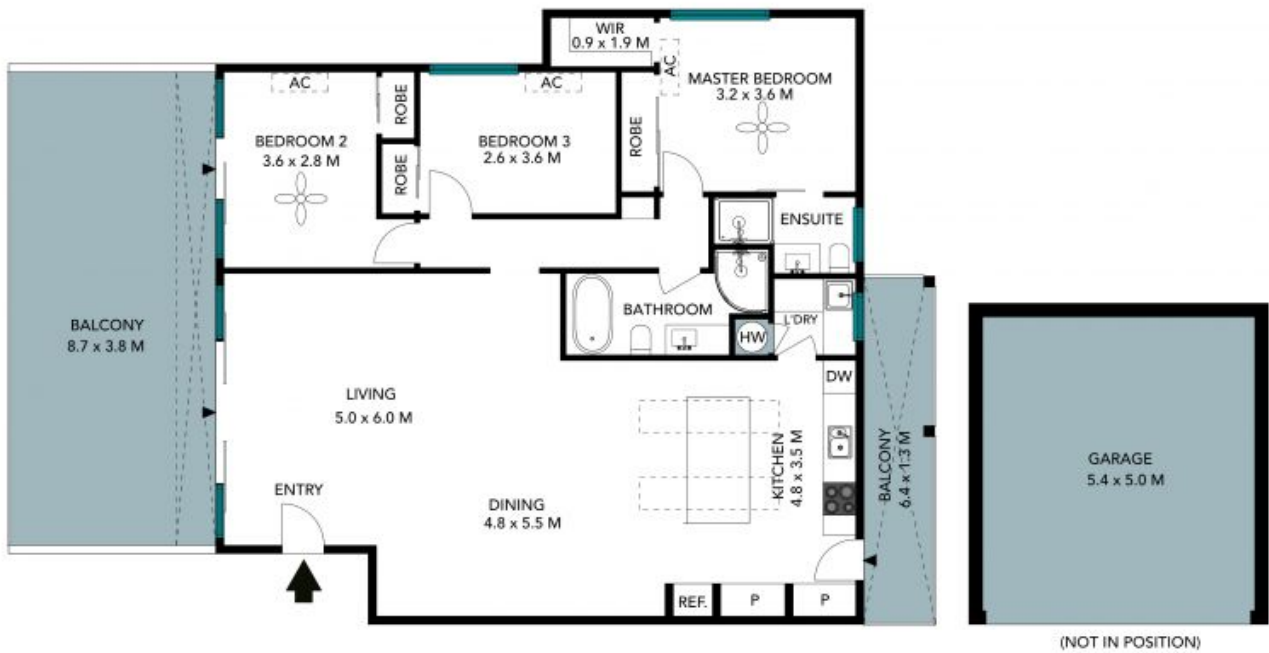 WIR
0.9 x 1.9 M
AC
MASTER BEDROOM
3.2 x 3.6 M
ROBE
AC
BEDROOM 2
3.6 x 2.8 M
ROBE
ROBE
AC
BEDROOM 3
2.6 x 3.6 M
ENSUITE
BALCONY
8.7 x 3.8 M
BATHROOM
HW
L'DRY
LIVING
5.0 x 6.0 M
ENTRY
DINING
4.8 x 5.5 M
KITCHEN
4.8 x 3.5 M
DW
REF.
P
P
BALCONY
6.4 x 1.3 M
GARAGE
5.4 x 5.0 M
(NOT IN POSITION)